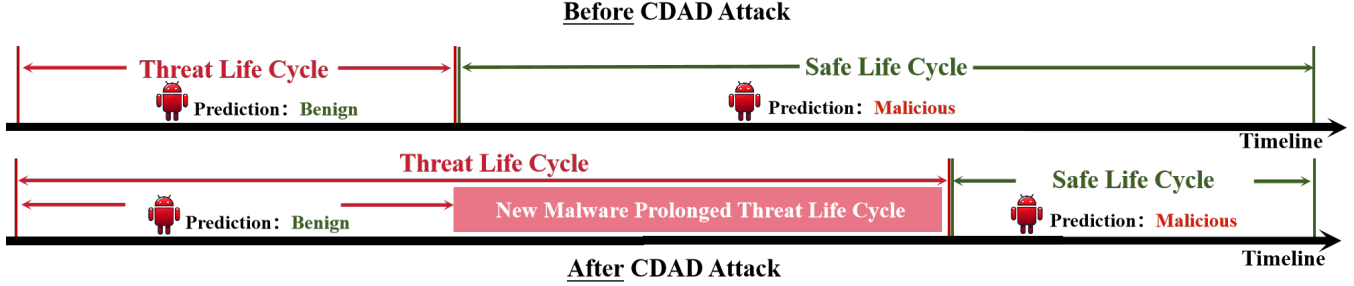 Before CDAD Attack
Threat Life Cycle
Safe Life Cycle
Prediction: Benign
Prediction: Malicious
Timeline
Threat Life Cycle
Safe Life Cycle
New Malware Prolonged Threat Life Cycle
Prediction: Benign
Prediction: Malicious
Timeline
After CDAD Attack